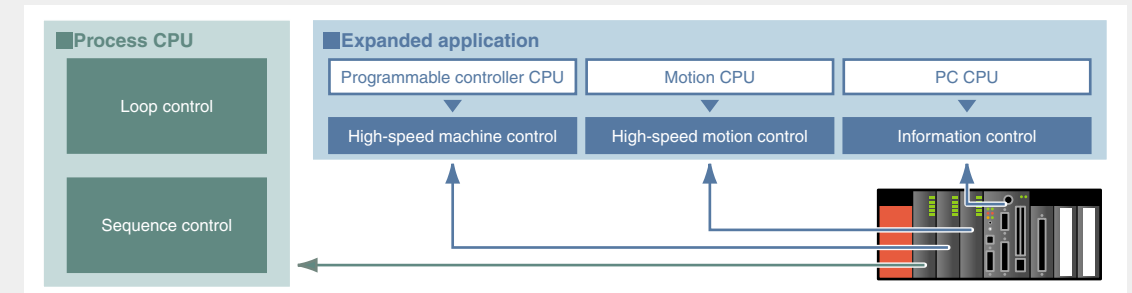 ■Process CPU
Loop control
Sequence control
■Expanded application
Programmable controller CPU
Motion CPU
PC CPU
High-speed machine control
High-speed motion control
Information control